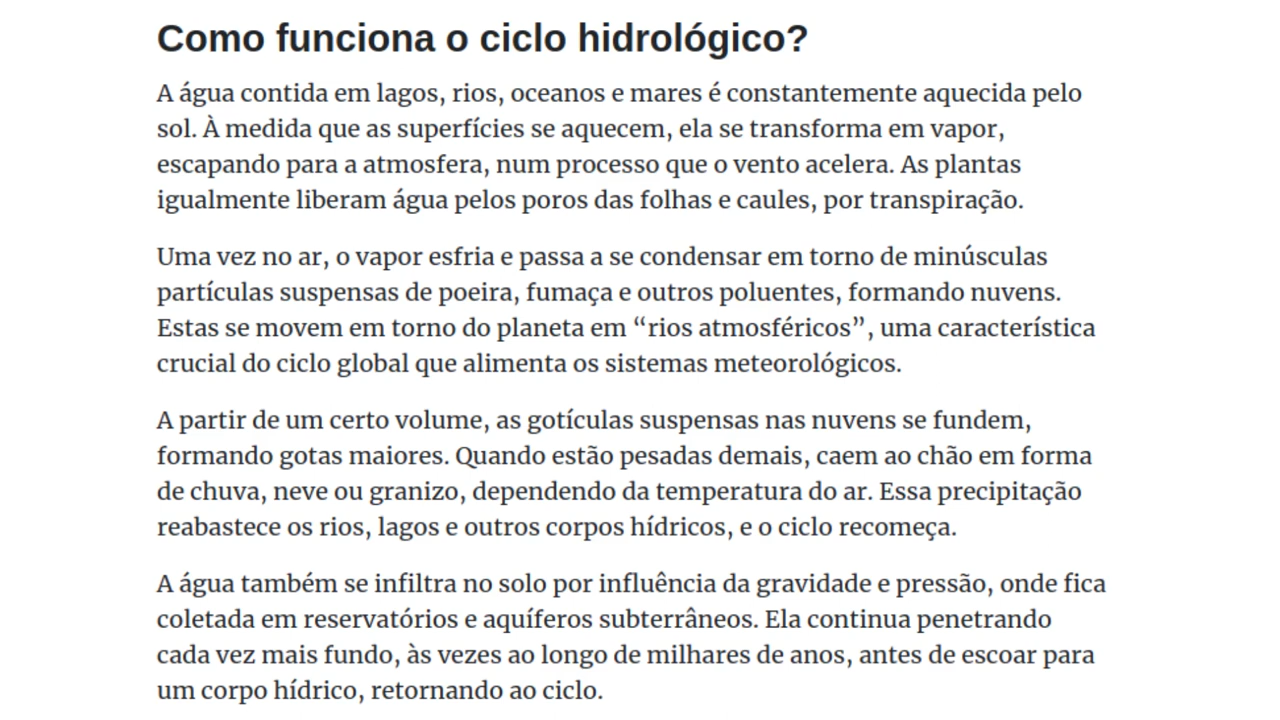 Como funciona o ciclo hidrológico?
A água contida em lagos, rios, oceanos e mares é constantemente aquecida pelo
sol. À medida que as superfícies se aquecem, ela se transforma em vapor,
escapando para a atmosfera, num processo que o vento acelera. As plantas
igualmente liberam água pelos poros das folhas e caules, por transpiração.
Uma vez no ar, o vapor esfria e passa a se condensar em torno de minúsculas
partículas suspensas de poeira, fumaça e outros poluentes, formando nuvens.
Estas se movem em torno do planeta em “rios atmosféricos”, uma característica
crucial do ciclo global que alimenta os sistemas meteorológicos.
A partir de um certo volume, as gotículas suspensas nas nuvens se fundem,
formando gotas maiores. Quando estão pesadas demais, caem ao chão em forma
de chuva, neve ou granizo, dependendo da temperatura do ar. Essa precipitação
reabastece os rios, lagos e outros corpos hídricos, e o ciclo recomeça.
A água também se infiltra no solo por influência da gravidade e pressão, onde fica
coletada em reservatórios e aquíferos subterrâneos. Ela continua penetrando
cada vez mais fundo, às vezes ao longo de milhares de anos, antes de escoar para
um corpo hídrico, retornando ao ciclo.